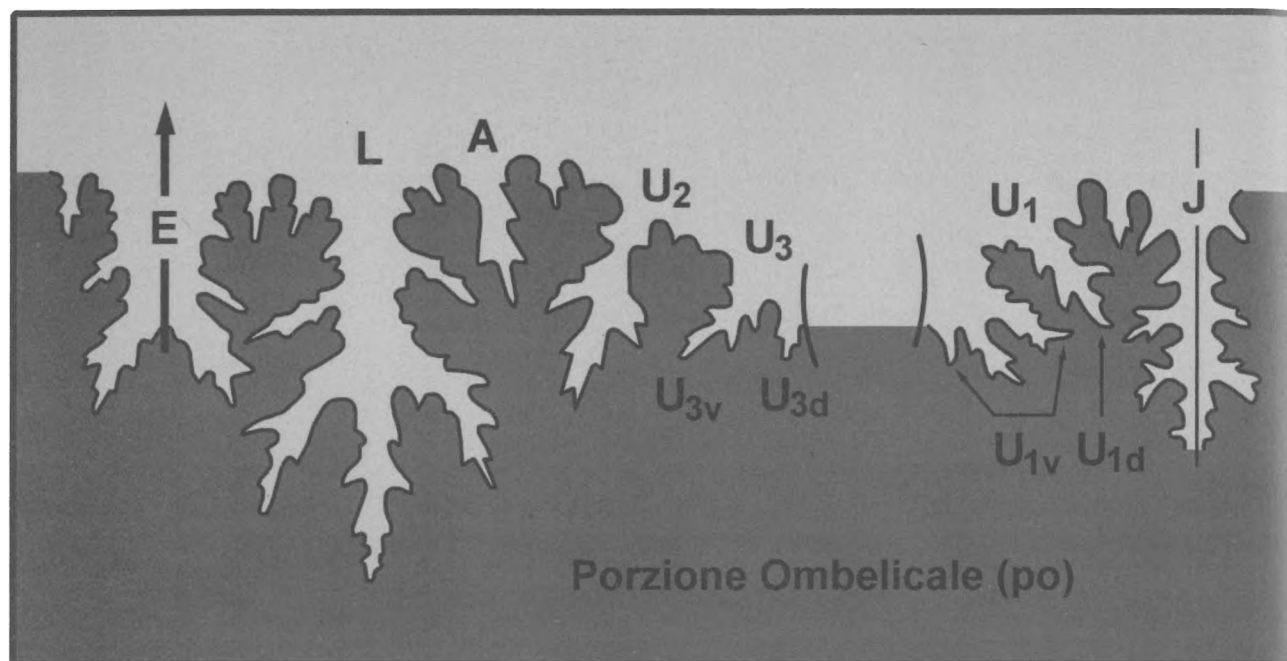 E
L
A
U2
U3
U1
J
U3v
U3d
U1v
U1d
Porzione Ombelicale (po)